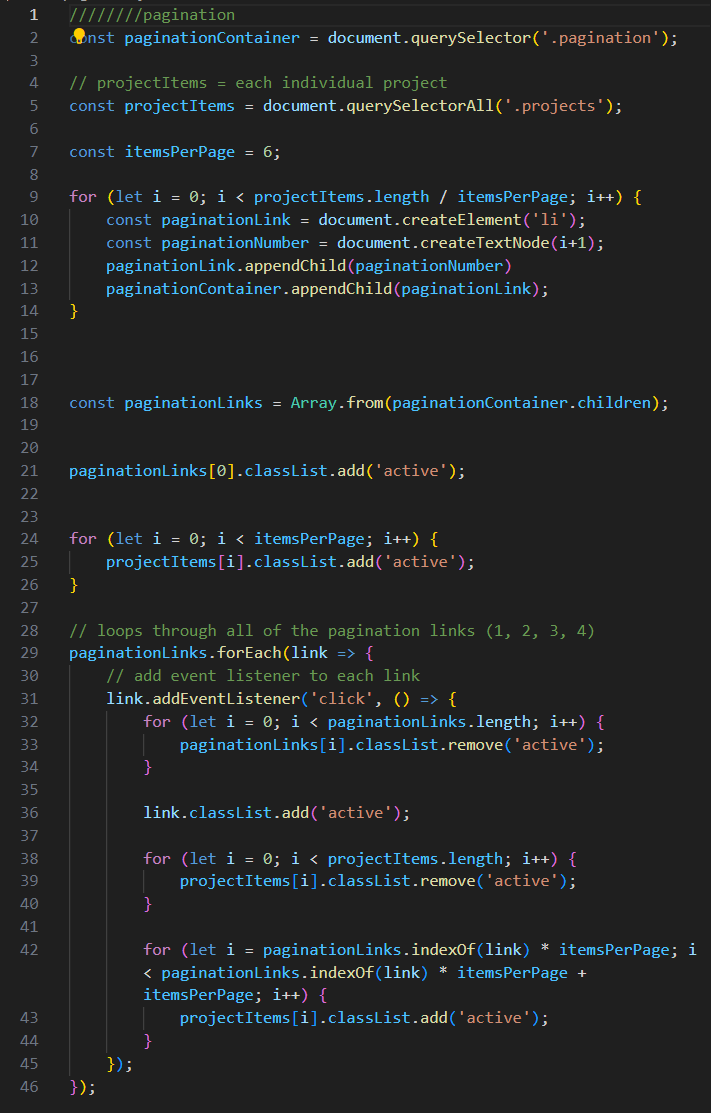 1 ////////pagination
2 const paginationContainer = document.querySelector('.pagination');
3
4 // projectItems = each individual project
5 const projectItems = document.querySelectorAll('.projects');
6
7 const itemsPerPage = 6;
8
9 for (let i = 0; i < projectItems.length / itemsPerPage; i++) {
10 const paginationLink = document.createElement('li');
11 const paginationNumber = document.createTextNode(i+1);
12 paginationLink.appendChild(paginationNumber)
13 paginationContainer.appendChild(paginationLink);
14 }
15
16
17
18 const paginationLinks = Array.from(paginationContainer.children);
19
20
21 paginationLinks[0].classList.add('active');
22
23
24 for (let i = 0; i < itemsPerPage; i++) {
25 projectItems[i].classList.add('active');
26 }
27
28 // loops through all of the pagination links (1, 2, 3, 4)
29 paginationLinks.forEach(link => {
30 // add event listener to each link
31 link.addEventListener('click', () => {
32 for (let i = 0; i < paginationLinks.length; i++) {
33 paginationLinks[i].classList.remove('active');
34 }
35
36 link.classList.add('active');
37
38 for (let i = 0; i < projectItems.length; i++) {
39 projectItems[i].classList.remove('active');
40 }
41
42 for (let i = paginationLinks.indexOf(link) * itemsPerPage; i
< paginationLinks.indexOf(link) * itemsPerPage +
itemsPerPage; i++) {
43 projectItems[i].classList.add('active');
44 }
45 });
46 });